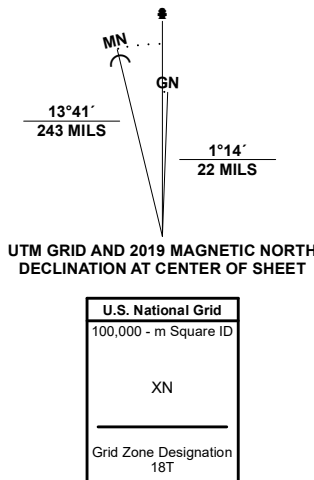 MN
GN
13°41´
243 MILS
1°14´
22 MILS
UTM GRID AND 2019 MAGNETIC NORTH
DECLINATION AT CENTER OF SHEET
U.S. National Grid
100,000 - m Square ID
XN
Grid Zone Designation
18T